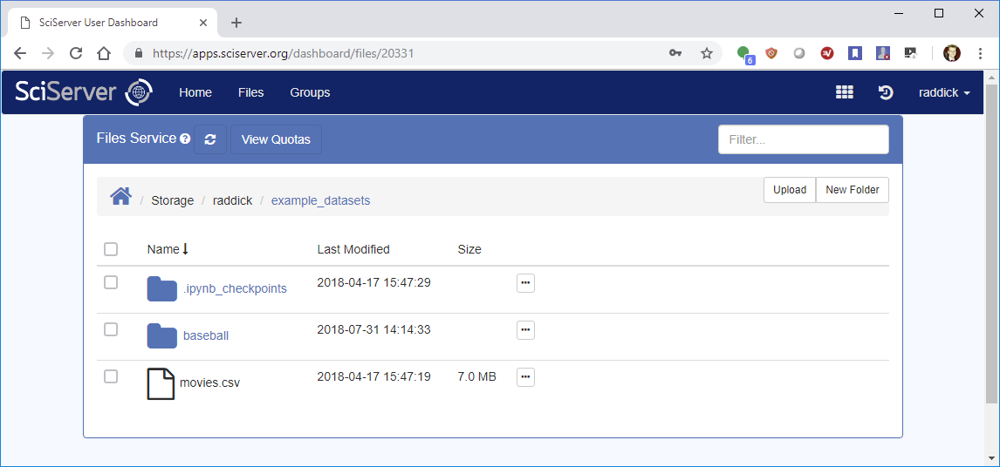 SciServer User Dashboard
https://apps.sciserver.org/dashboard/files/20331
6
SciServer Home Files Groups raddick
Files Service View Quotas Filter...
/ Storage / raddick / example_datasets Upload New Folder
Name Last Modified Size
.ipynb_checkpoints 2018-04-17 15:47:29
baseball 2018-07-31 14:14:33
movies.csv 2018-04-17 15:47:19 7.0 MB